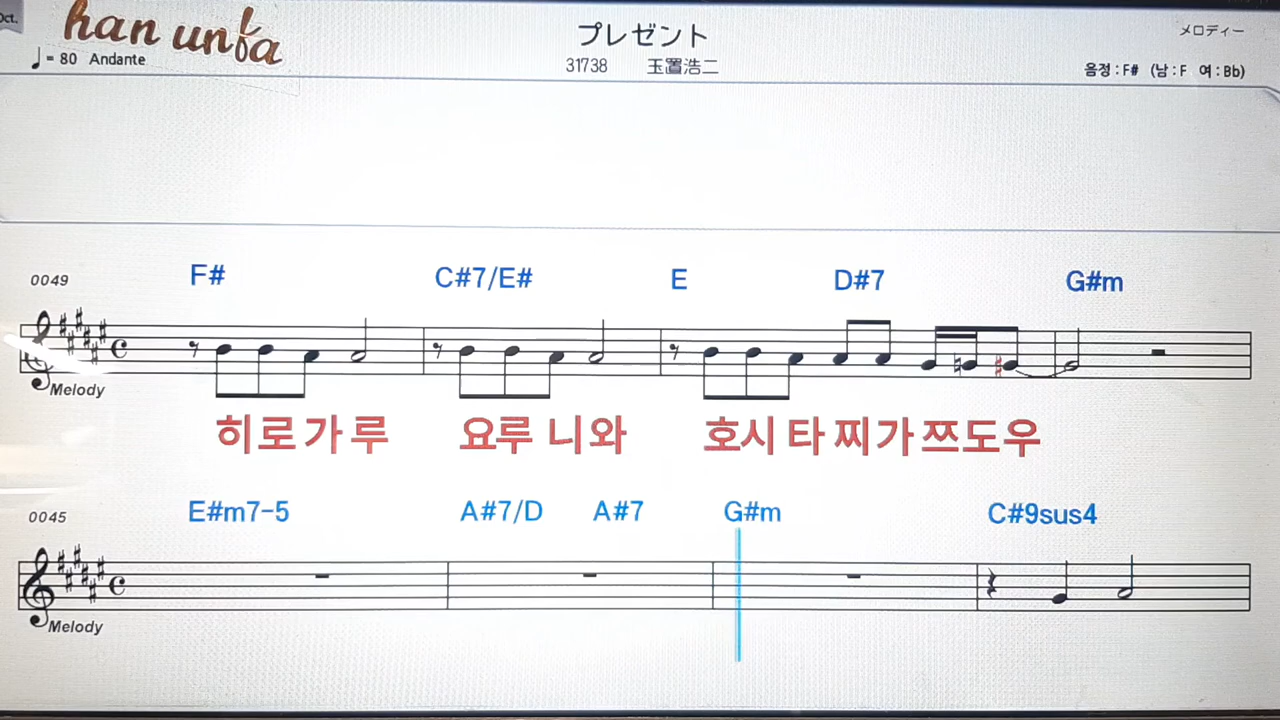 Oct.
han unfa
プレゼント
メロディー
♩= 80 Andante
31738 玉置浩二
음정 : F# (남 : F 여 : Bb)
0049
F# C#7/E# E D#7 G#m
Melody
히로가루 요루니와 호시타찌가쯔도우
0045
E#m7-5 A#7/D A#7 G#m C#9sus4
Melody